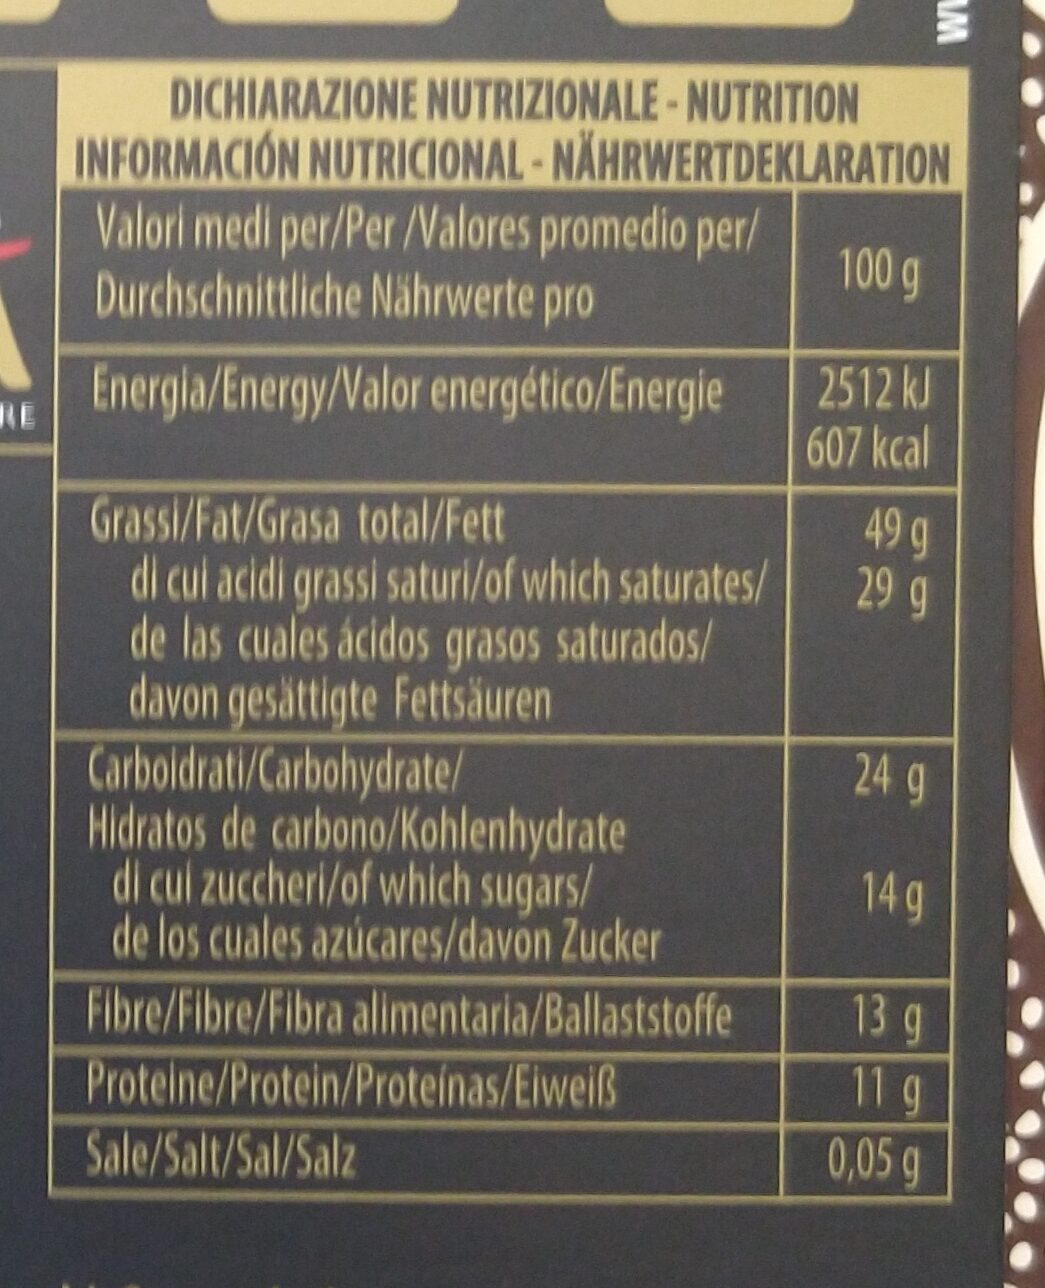 WW
RE
DICHIARAZIONE NUTRIZIONALE - NUTRITION
INFORMACIÓN NUTRICIONAL - NÄHRWERTDEKLARATION
Valori medi per/Per /Valores promedio per/
Durchschnittliche Nährwerte pro
100 g
Energia/Energy/Valor energético/Energie
2512 kJ
607 kcal
Grassi/Fat/Grasa total/Fett
49 g
di cui acidi grassi saturi/of which saturates/
29 g
de las cuales ácidos grasos saturados/
davon gesättigte Fettsäuren
Carboidrati/Carbohydrate/
24 g
Hidratos de carbono/Kohlenhydrate
di cui zuccheri/of which sugars/
14 g
de los cuales azúcares/davon Zucker
Fibre/Fibre/Fibra alimentaria/Ballaststoffe
13 g
Proteine/Protein/Proteínas/Eiweiß
11 g
Sale/Salt/Sal/Salz
0,05 g